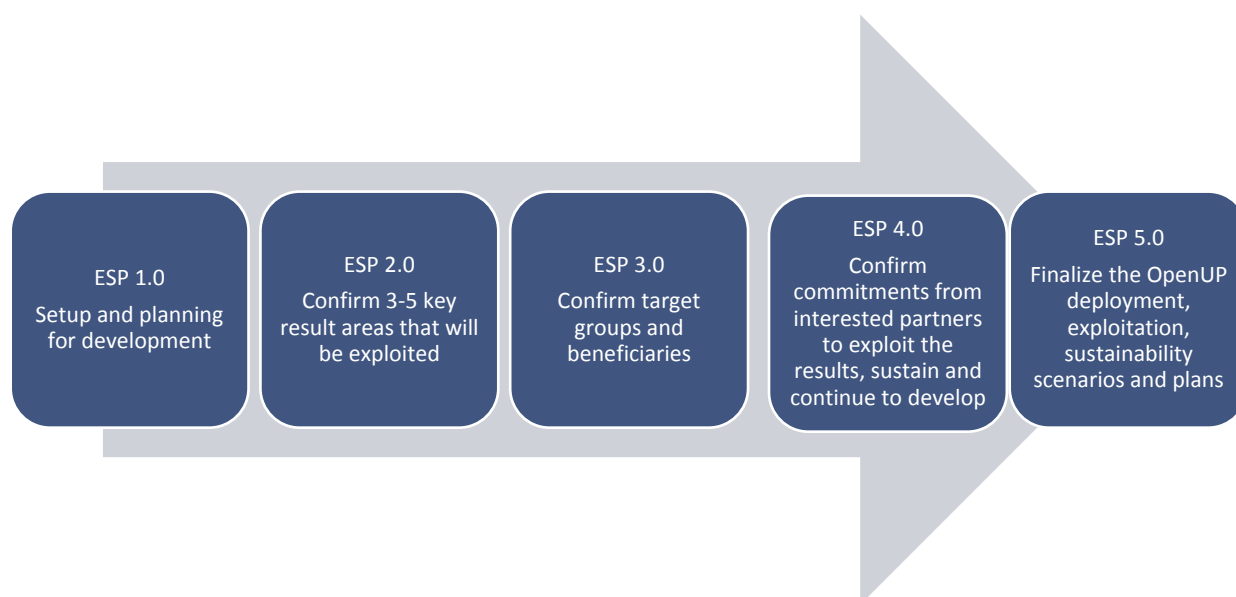 ESP 1.0
Setup and planning
for development
ESP 2.0
Confirm 3-5 key
result areas that will
be exploited
ESP 3.0
Confirm target
groups and
beneficiaries
ESP 4.0
Confirm
commitments from
interested partners
to exploit the
results, sustain and
continue to develop
ESP 5.0
Finalize the OpenUP
deployment,
exploitation,
sustainability
scenarios and plans